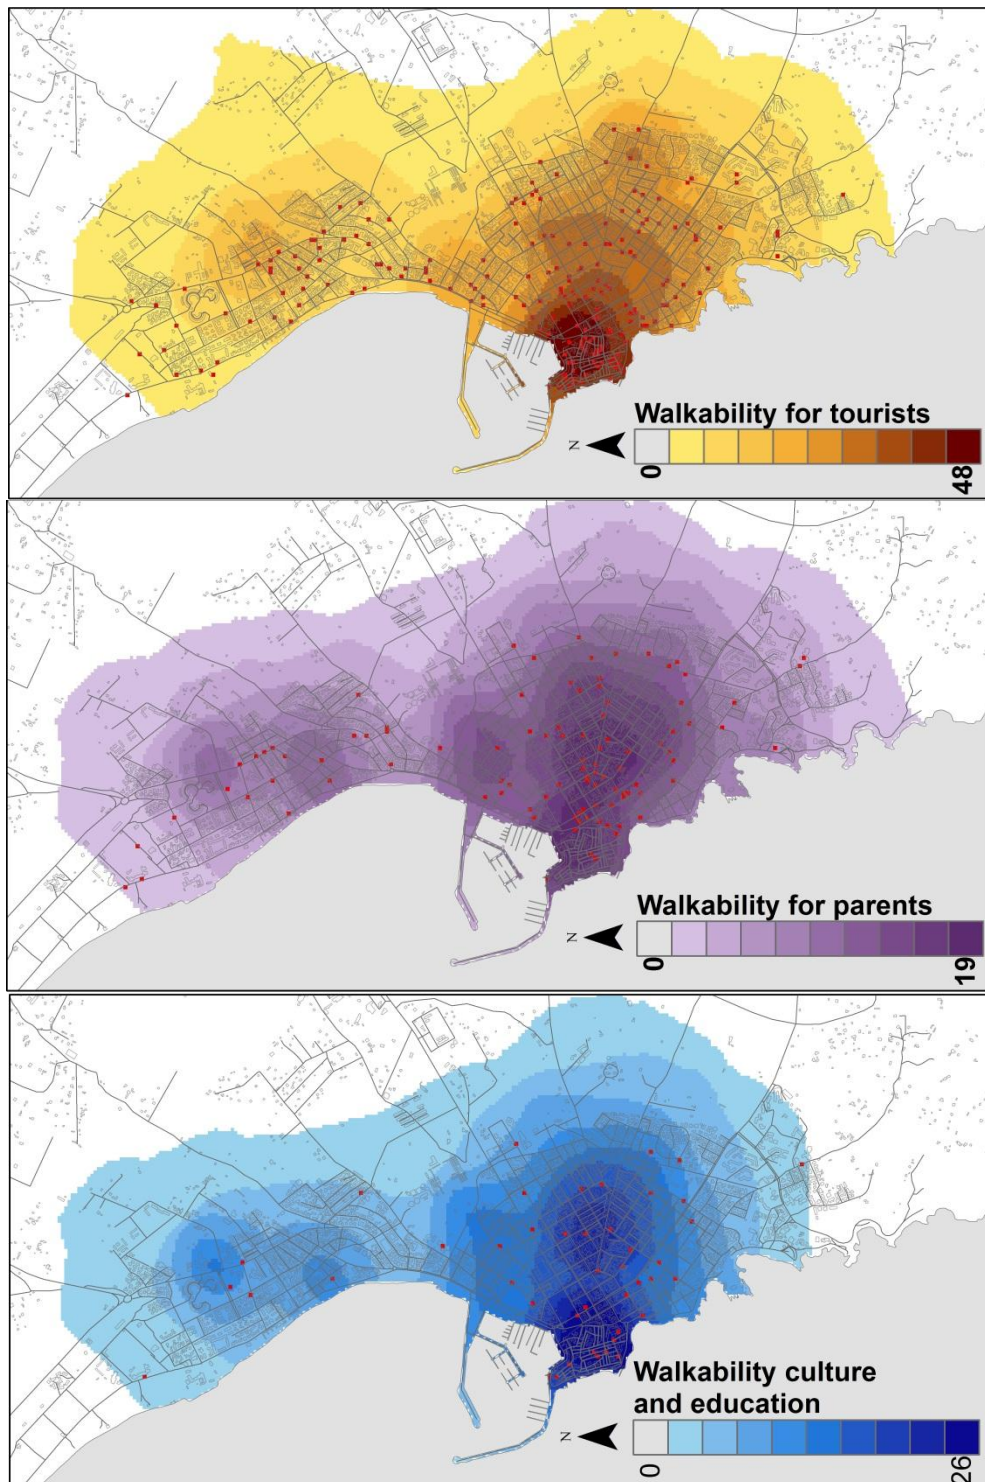 Walkability for tourists
N
0
48
Walkability for parents
N
0
19
Walkability culture
and education
N
0
26